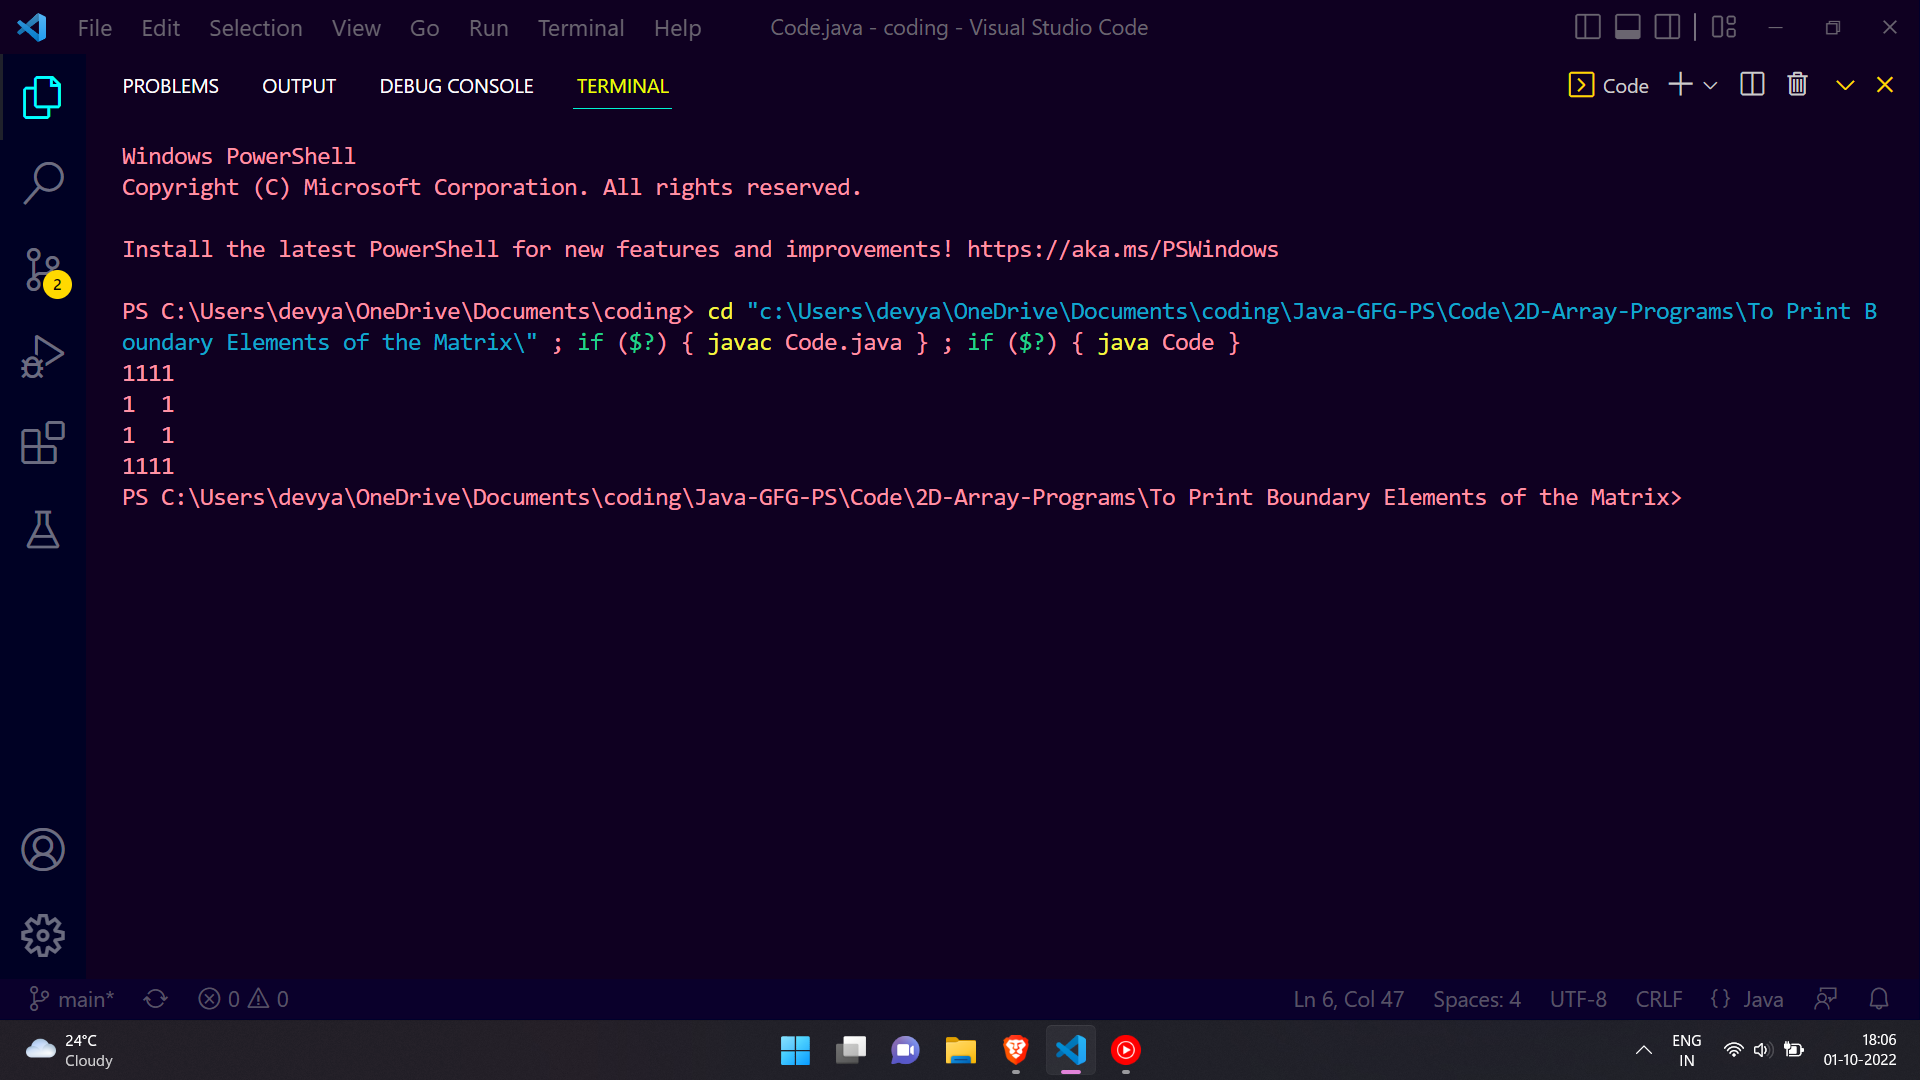 File Edit Selection View Go Run Terminal Help Code.java - coding - Visual Studio Code
PROBLEMS OUTPUT DEBUG CONSOLE TERMINAL Code
Windows PowerShell
Copyright (C) Microsoft Corporation. All rights reserved.
Install the latest PowerShell for new features and improvements! https://aka.ms/PSWindows
PS C:\Users\devya\OneDrive\Documents\coding> cd "c:\Users\devya\OneDrive\Documents\coding\Java-GFG-PS\Code\2D-Array-Programs\To Print B
oundary Elements of the Matrix\" ; if ($?) { javac Code.java } ; if ($?) { java Code }
1111
1  1
1  1
1111
PS C:\Users\devya\OneDrive\Documents\coding\Java-GFG-PS\Code\2D-Array-Programs\To Print Boundary Elements of the Matrix>
2
main* 0 0 Ln 6, Col 47 Spaces: 4 UTF-8 CRLF {} Java
24°C
Cloudy
ENG
IN
18:06
01-10-2022